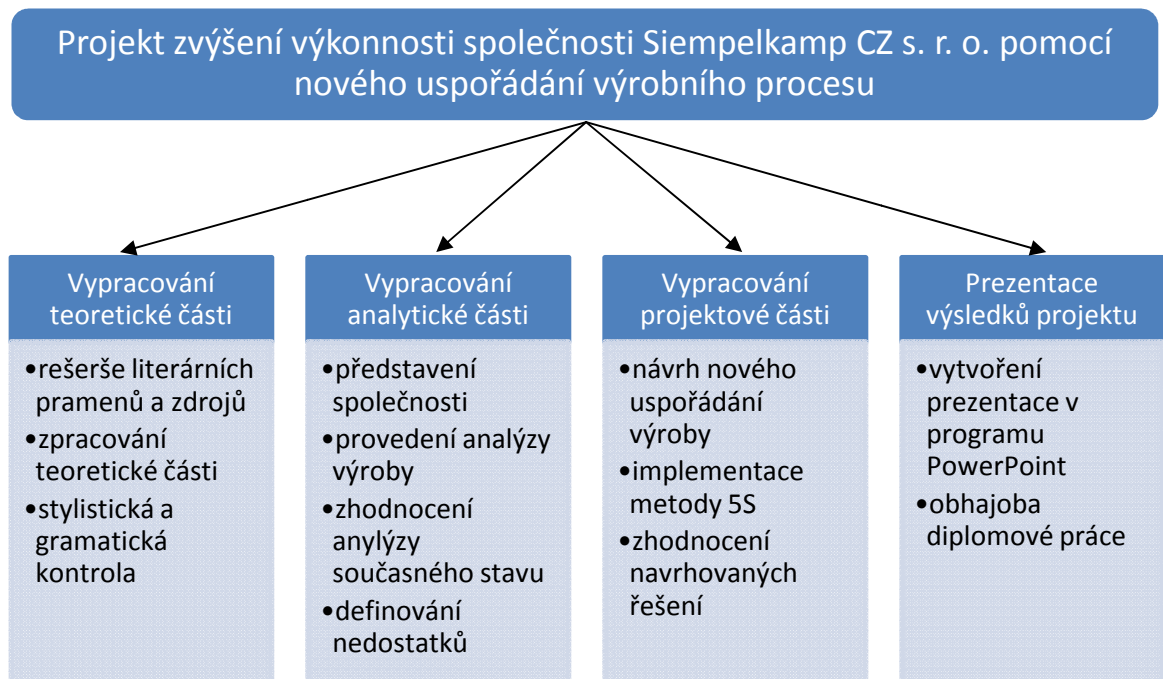 Projekt zvýšení výkonnosti společnosti Siempelkamp CZ s. r. o. pomocí
nového uspořádání výrobního procesu
Vypracování
teoretické části
•rešerše literárních
pramenů a zdrojů
•zpracování
teoretické části
•stylistická a
gramatická
kontrola
Vypracování
analytické části
•představení
společnosti
•provedení analýzy
výroby
•zhodnocení
anylýzy
současného stavu
•definování
nedostatků
Vypracování
projektové části
•návrh nového
uspořádání
výroby
•implementace
metody 5S
•zhodnocení
navrhovaných
řešení
Prezentace
výsledků projektu
•vytvoření
prezentace v
programu
PowerPoint
•obhajoba
diplomové práce